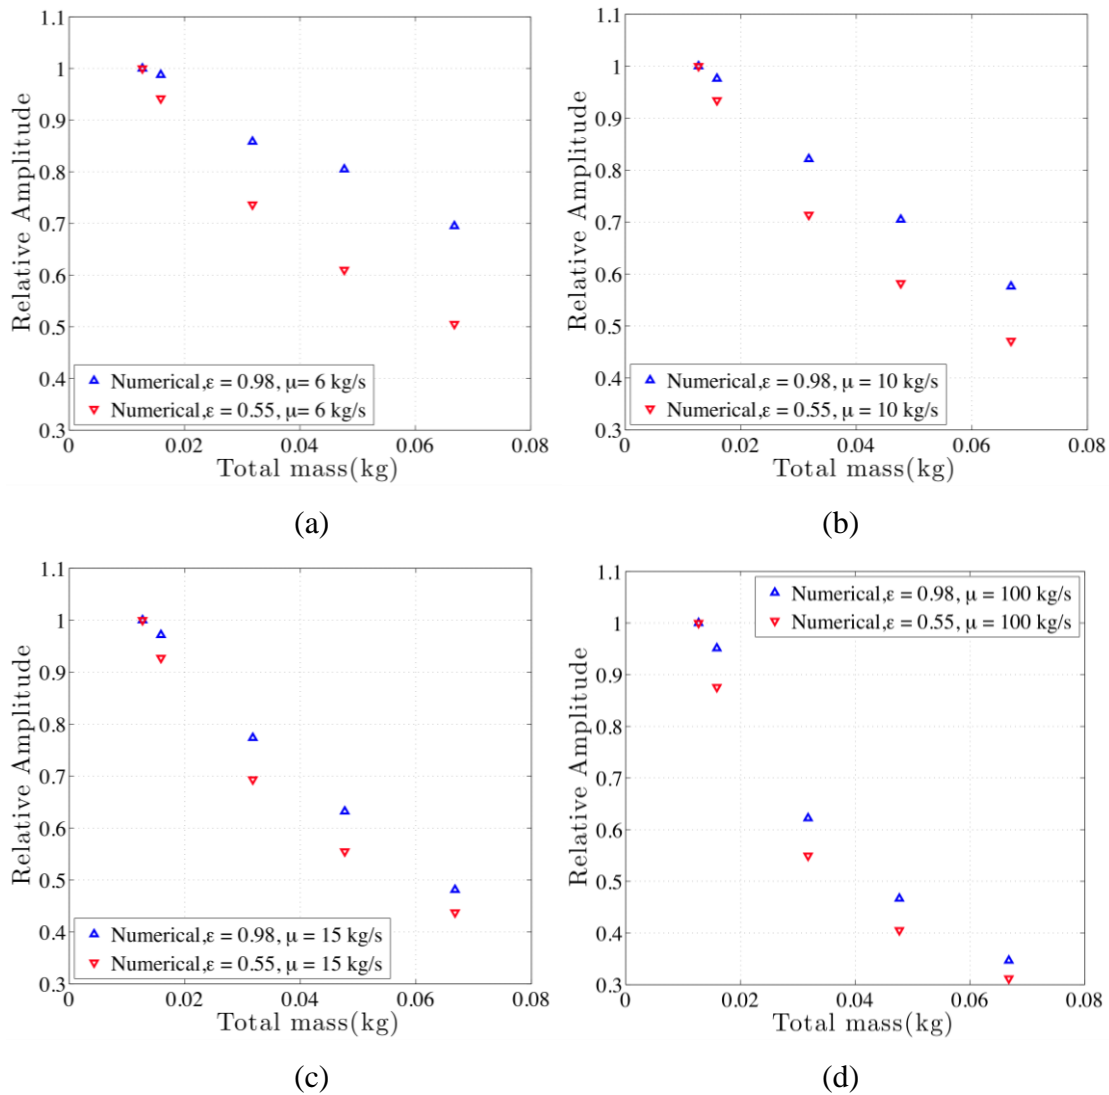 1.1
1
0.9
0.8
0.7
0.6
0.5
0.4
0.3
Relative Amplitude
Numerical,ε = 0.98, μ= 6 kg/s
Numerical,ε = 0.55, μ= 6 kg/s
0 0.02 0.04 0.06 0.08
Total mass(kg)
(a)
1.1
1
0.9
0.8
0.7
0.6
0.5
0.4
0.3
Relative Amplitude
Numerical,ε = 0.98, μ = 10 kg/s
Numerical,ε = 0.55, μ = 10 kg/s
0 0.02 0.04 0.06 0.08
Total mass(kg)
(b)
1.1
1
0.9
0.8
0.7
0.6
0.5
0.4
0.3
Relative Amplitude
Numerical,ε = 0.98, μ = 15 kg/s
Numerical,ε = 0.55, μ = 15 kg/s
0 0.02 0.04 0.06 0.08
Total mass(kg)
(c)
1.1
1
0.9
0.8
0.7
0.6
0.5
0.4
0.3
Relative Amplitude
Numerical,ε = 0.98, μ = 100 kg/s
Numerical,ε = 0.55, μ = 100 kg/s
0 0.02 0.04 0.06 0.08
Total mass(kg)
(d)